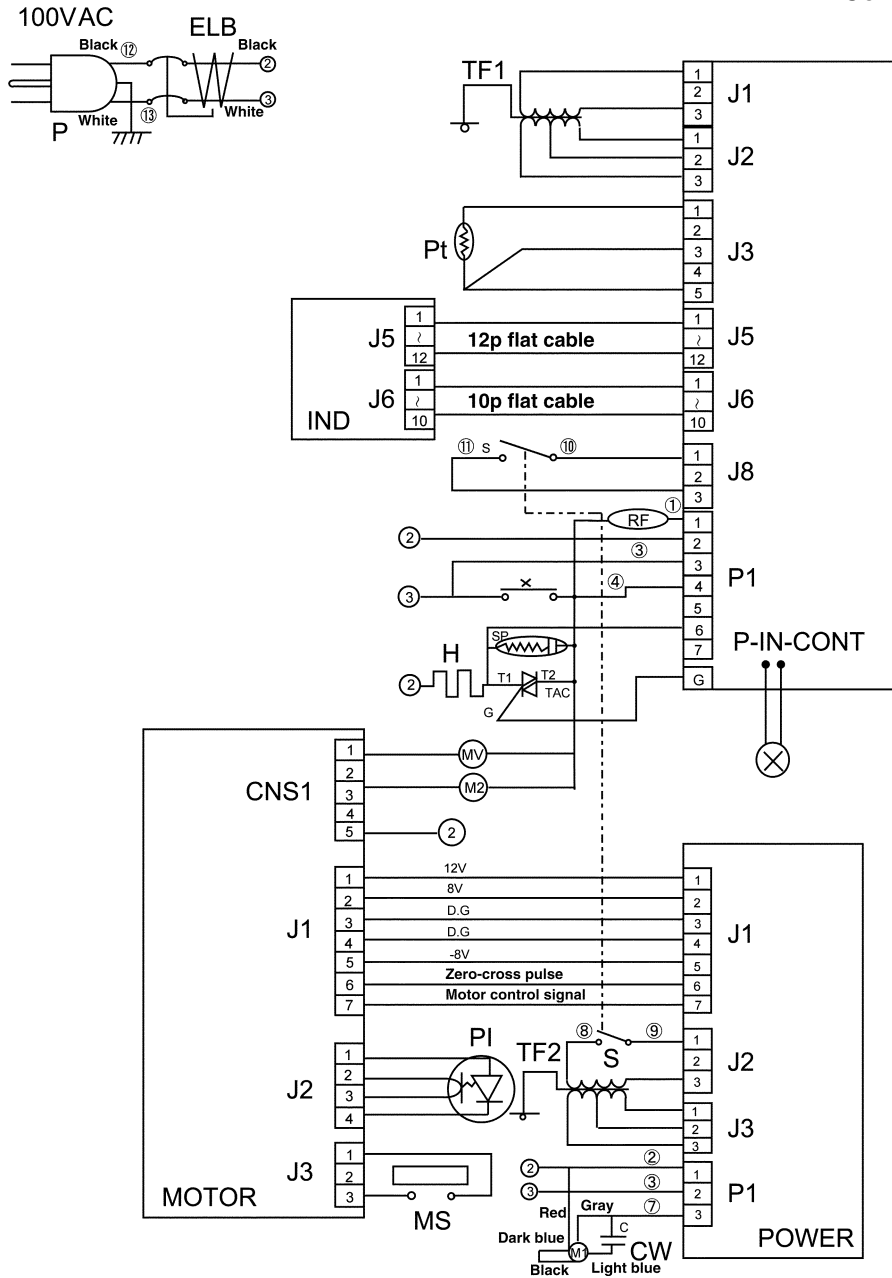 100VAC
ELB
Black ⑫
Black
②
③
White
⑬
White
P
TF1
1
2
3
J1
1
2
3
J2
Pt
1
2
3
4
5
J3
J5
1
~
12
12p flat cable
1
~
12
J5
J6
1
~
10
10p flat cable
1
~
10
J6
IND
⑪ S ⑩
1
2
3
J8
RF
①
②
③
③
④
1
2
3
4
5
6
7
G
P1
P-IN-CONT
SP
H
②
T1
T2
TAC
G
CNS1
1
2
3
4
5
MV
M2
②
J1
1
2
3
4
5
6
7
12V
8V
D.G
D.G
-8V
Zero-cross pulse
Motor control signal
1
2
3
4
5
6
7
J1
J2
1
2
3
4
PI
TF2
⑧
⑨
S
1
2
3
J2
1
2
3
J3
J3
1
2
3
MS
MOTOR
②
③
②
③
⑦
1
2
3
P1
Red
Gray
C
Dark blue
M1
CW
Black
Light blue
POWER